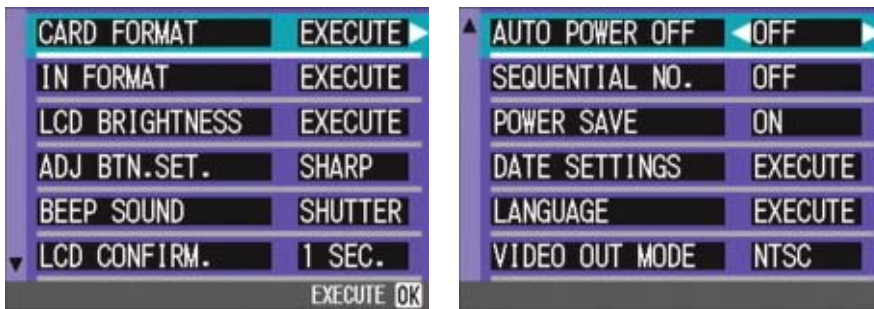 CARD FORMAT EXECUTE
IN FORMAT EXECUTE
LCD BRIGHTNESS EXECUTE
ADJ BTN.SET. SHARP
BEEP SOUND SHUTTER
LCD CONFIRM. 1 SEC.
EXECUTE OK
AUTO POWER OFF OFF
SEQUENTIAL NO. OFF
POWER SAVE ON
DATE SETTINGS EXECUTE
LANGUAGE EXECUTE
VIDEO OUT MODE NTSC